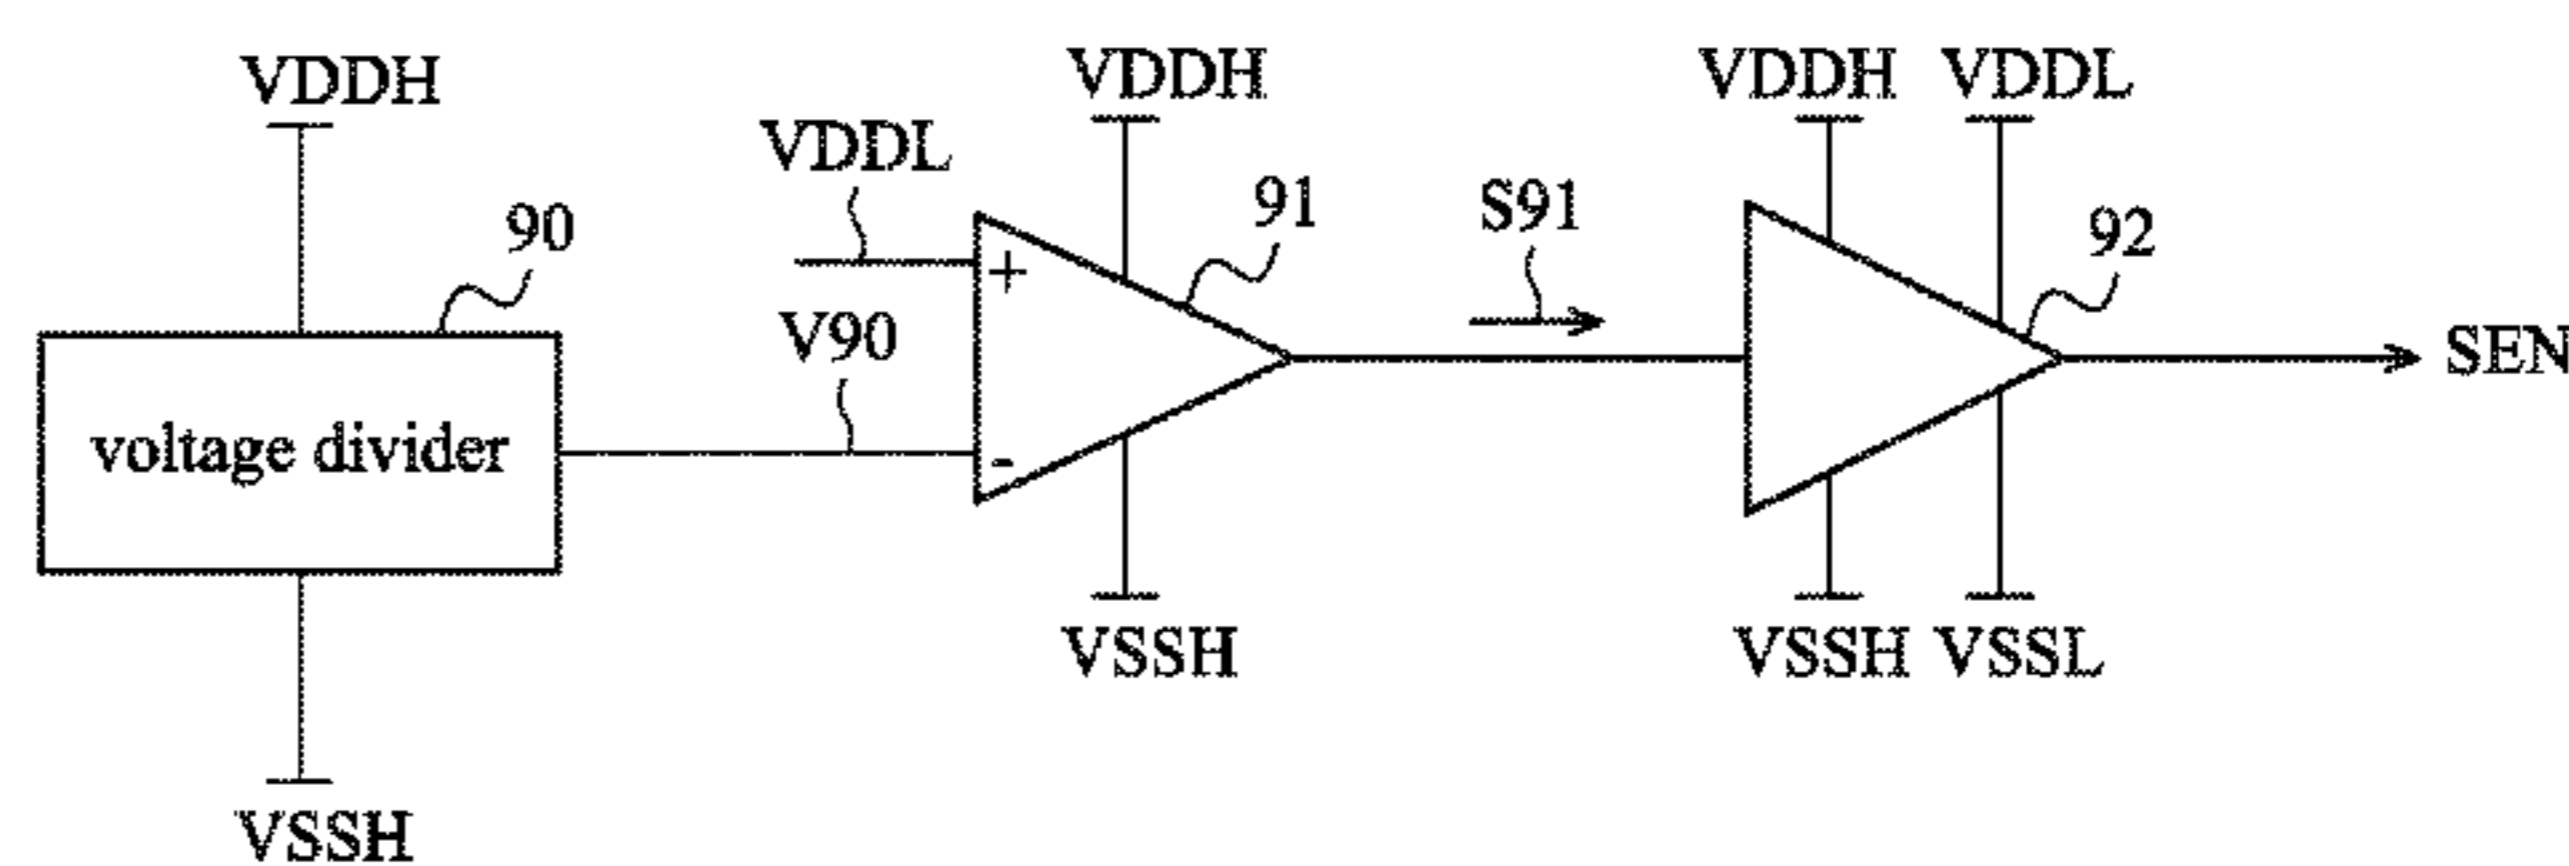 VDDH
90
voltage divider
VSSH
VDDL
V90
VDDH
+
-
91
VSSH
S91
VDDH VDDL
92
VSSH VSSL
SEN